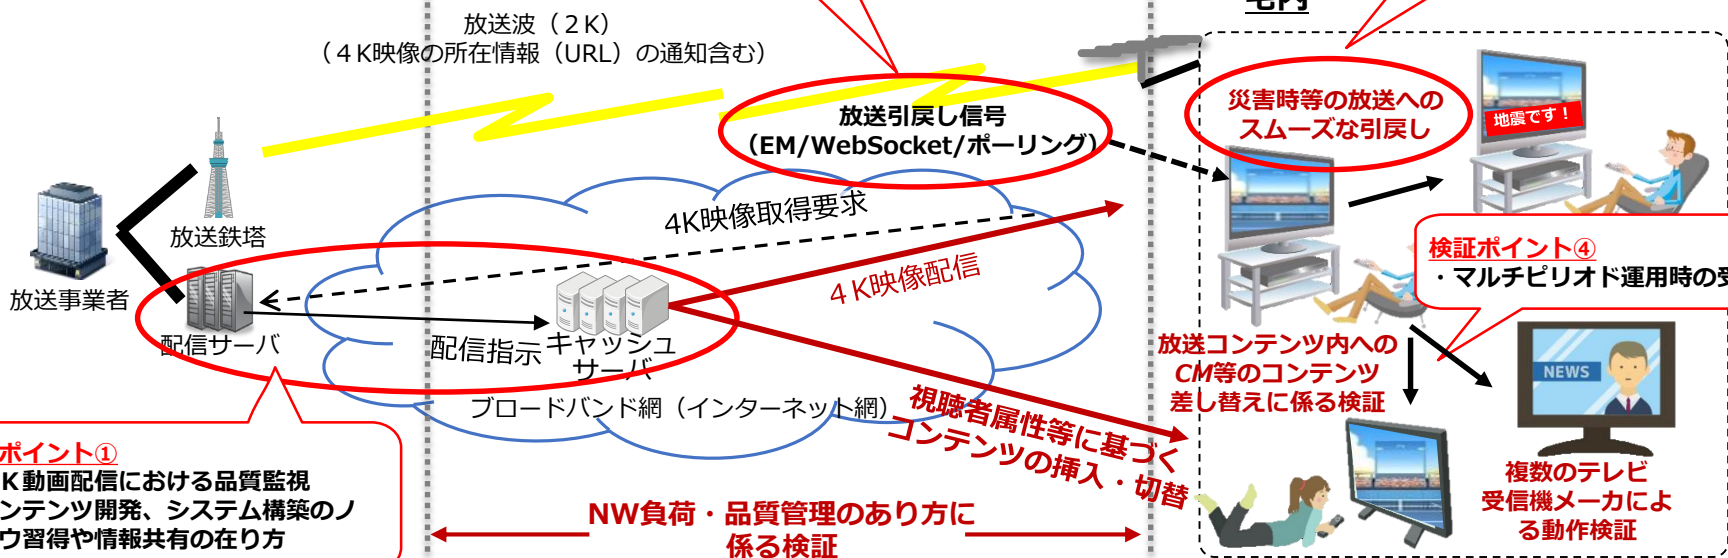 宅内
放送波（２K）
（４K映像の所在情報（URL）の通知含む）
放送引戻し信号
（EM/WebSocket/ポーリング）
災害時等の放送への
スムーズな引戻し
地震です！
4K映像取得要求
放送鉄塔
放送事業者
４K映像配信
検証ポイント④
・マルチピリオド運用時の受
配信サーバ
配信指示
キャッシュ
サーバ
ブロードバンド網（インターネット網）
放送コンテンツ内への
CM等のコンテンツ
差し替えに係る検証
NEWS
視聴者属性等に基づく
コンテンツの挿入・切替
ポイント①
K動画配信における品質監視
ンテンツ開発、システム構築のノ
ウ習得や情報共有の在り方
NW負荷・品質管理のあり方に
係る検証
複数のテレビ
受信機メーカによ
る動作検証